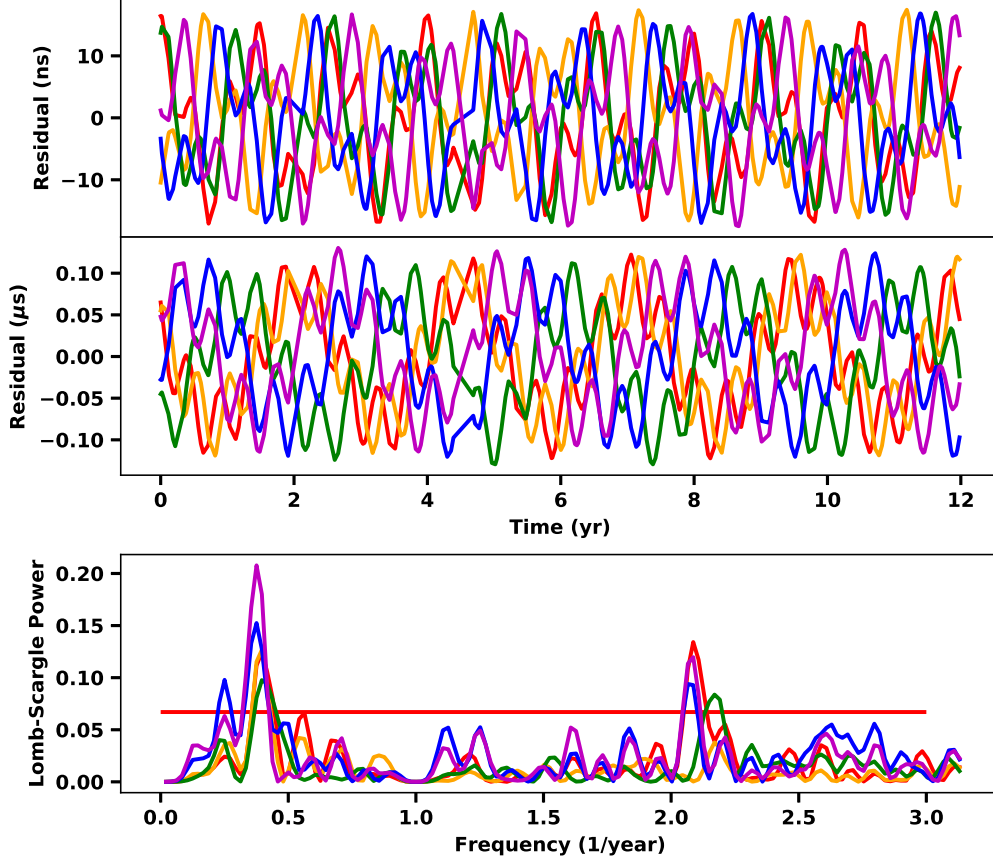 Residual (ns)
10
0
−10
Residual (μs)
0.10
0.05
0.00
−0.05
−0.10
0 2 4 6 8 10 12
Time (yr)
Lomb-Scargle Power
0.20
0.15
0.10
0.05
0.00
0.0 0.5 1.0 1.5 2.0 2.5 3.0
Frequency (1/year)